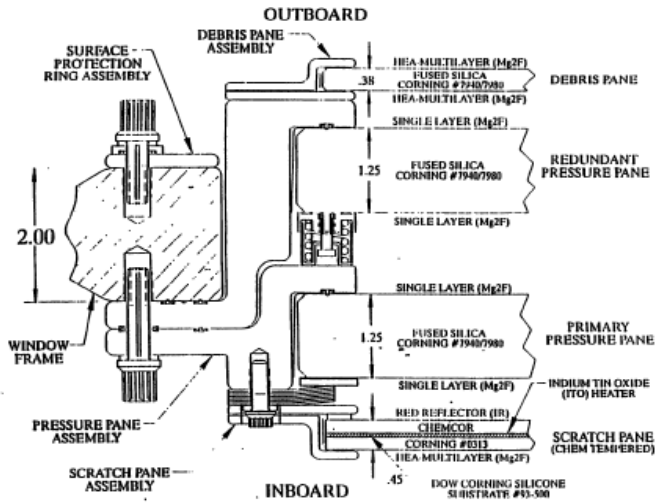 OUTBOARD
DEBRIS PANE
ASSEMBLY
SURFACE
PROTECTION
RING ASSEMBLY
HEA-MULTILAYER (Mg2F)
.38
FUSED SILICA
CORNING #7940/7980
HEA-MULTILAYER (Mg2F)
DEBRIS PANE
SINGLE LAYER (Mg2F)
1.25
FUSED SILICA
CORNING #7940/7980
REDUNDANT
PRESSURE PANE
SINGLE LAYER (Mg2F)
2.00
SINGLE LAYER (Mg2F)
1.25
FUSED SILICA
CORNING #7940/7980
PRIMARY
PRESSURE PANE
SINGLE LAYER (Mg2F)
WINDOW
FRAME
INDIUM TIN OXIDE
(ITO) HEATER
RED REFLECTOR (IR)
CHEMCOR
CORNING #0313
HEA-MULTILAYER (Mg2F)
SCRATCH PANE
(CHEM TEMPERED)
PRESSURE PANE
ASSEMBLY
SCRATCH PANE
ASSEMBLY
.45
DOW CORNING SILICONE
SUBSTRATE #93-500
INBOARD